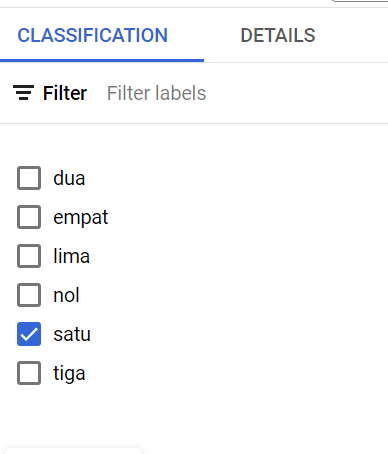 CLASSIFICATION DETAILS
Filter Filter labels
dua
empat
lima
nol
satu
tiga